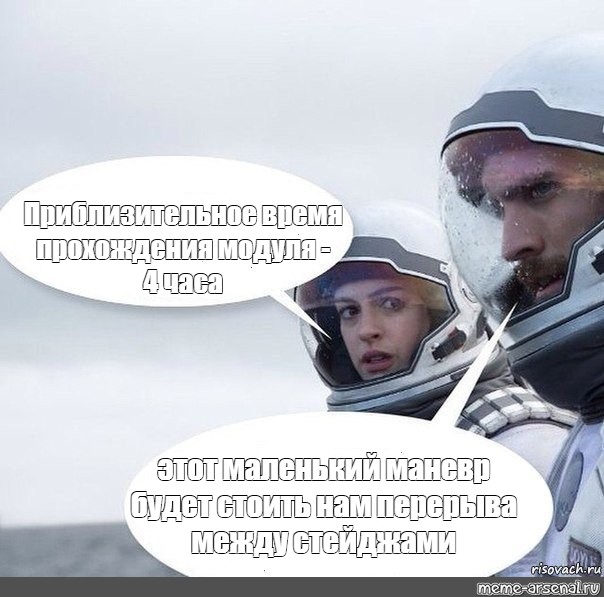 Приблизительное время
прохождения модуля -
4 часа
этот маленький маневр
будет стоить нам перерыва
между стейджами
risovach.ru
meme-arsenal.ru